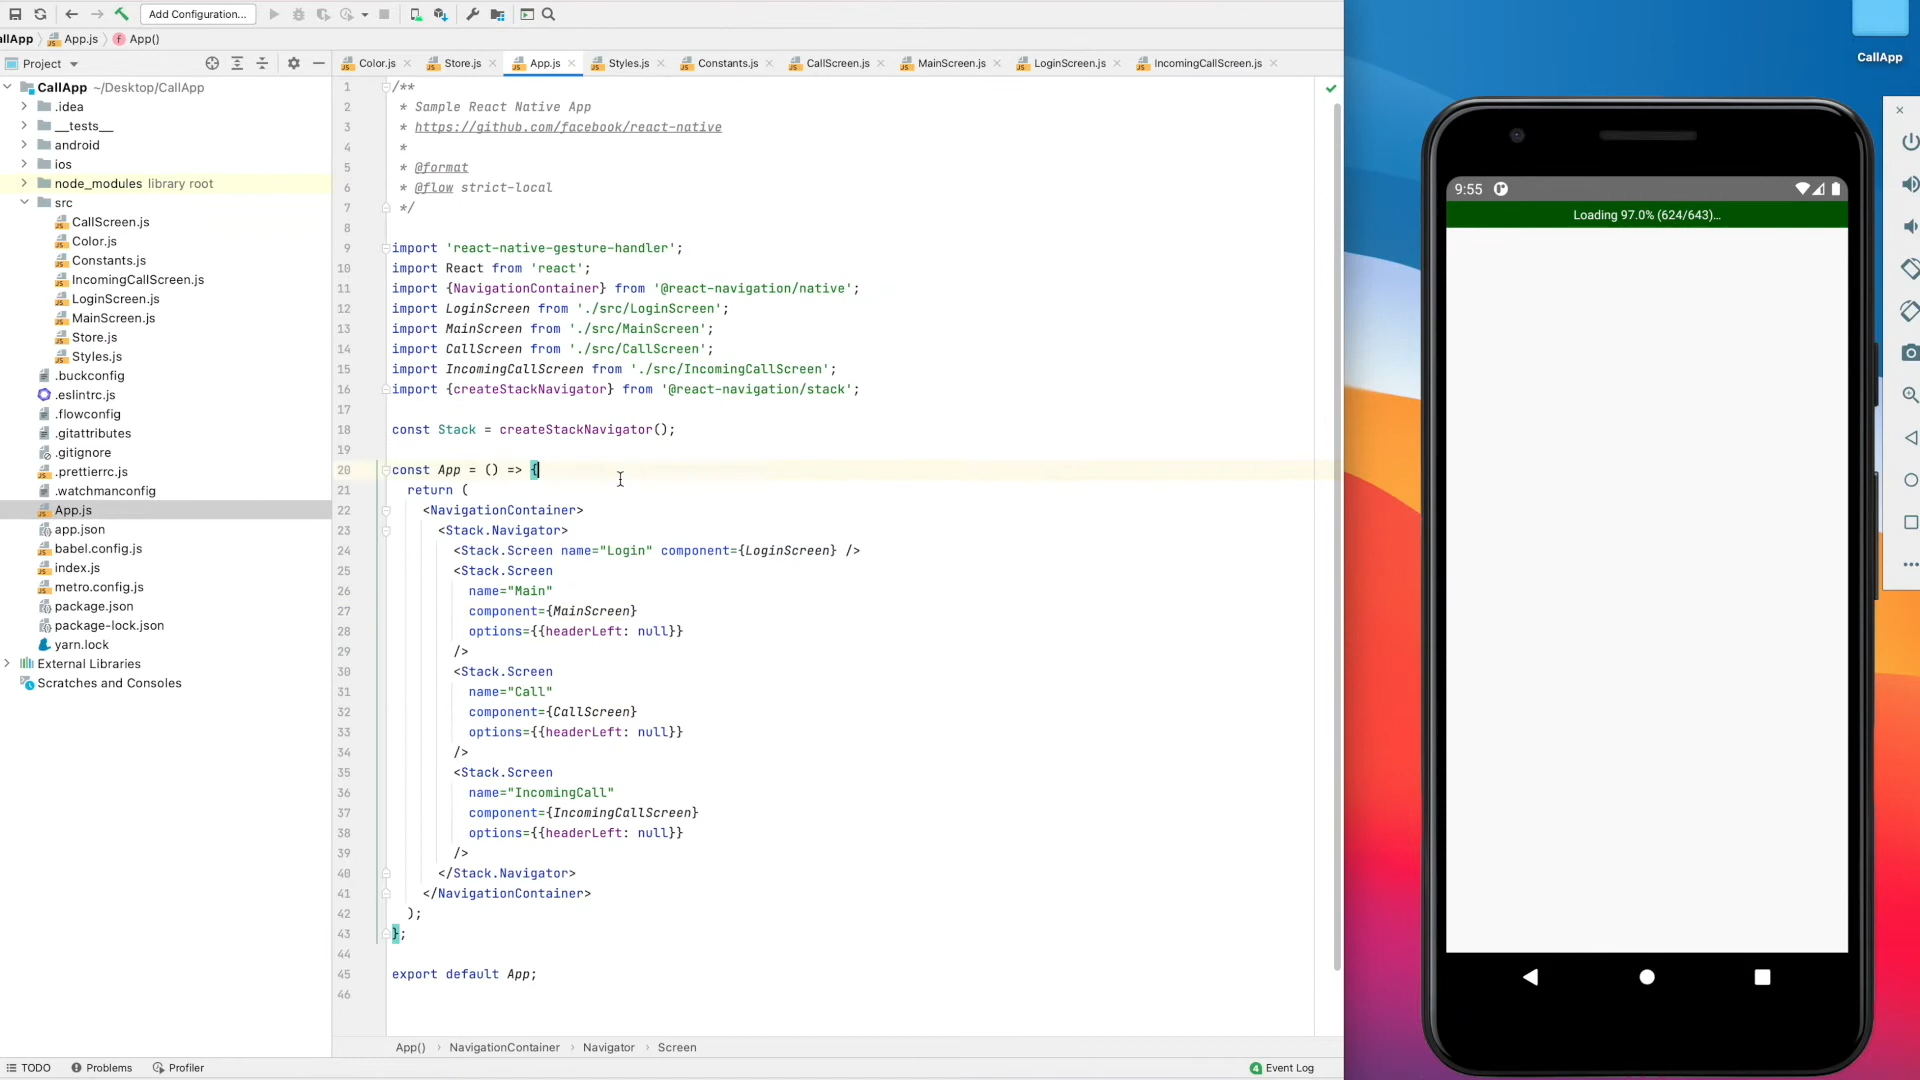 Add Configuration...
llApp App.js App()
Project
Color.js Store.js App.js Styles.js Constants.js CallScreen.js MainScreen.js LoginScreen.js IncomingCallScreen.js
CallApp ~/Desktop/CallApp
.idea
__tests__
android
ios
node_modules library root
src
CallScreen.js
Color.js
Constants.js
IncomingCallScreen.js
LoginScreen.js
MainScreen.js
Store.js
Styles.js
.buckconfig
.eslintrc.js
.flowconfig
.gitattributes
.gitignore
.prettierrc.js
.watchmanconfig
App.js
app.json
babel.config.js
index.js
metro.config.js
package.json
package-lock.json
yarn.lock
External Libraries
Scratches and Consoles
1 /**
2 * Sample React Native App
3 * https://github.com/facebook/react-native
4 *
5 * @format
6 * @flow strict-local
7 */
8
9 import 'react-native-gesture-handler';
10 import React from 'react';
11 import {NavigationContainer} from '@react-navigation/native';
12 import LoginScreen from './src/LoginScreen';
13 import MainScreen from './src/MainScreen';
14 import CallScreen from './src/CallScreen';
15 import IncomingCallScreen from './src/IncomingCallScreen';
16 import {createStackNavigator} from '@react-navigation/stack';
17
18 const Stack = createStackNavigator();
19
20 const App = () => {
21 return (
22 <NavigationContainer>
23 <Stack.Navigator>
24 <Stack.Screen name="Login" component={LoginScreen} />
25 <Stack.Screen
26 name="Main"
27 component={MainScreen}
28 options={{headerLeft: null}}
29 />
30 <Stack.Screen
31 name="Call"
32 component={CallScreen}
33 options={{headerLeft: null}}
34 />
35 <Stack.Screen
36 name="IncomingCall"
37 component={IncomingCallScreen}
38 options={{headerLeft: null}}
39 />
40 </Stack.Navigator>
41 </NavigationContainer>
42 );
43 };
44
45 export default App;
46
App() › NavigationContainer › Navigator › Screen
TODO Problems Profiler
4 Event Log
CallApp
9:55
Loading 97.0% (624/643)...